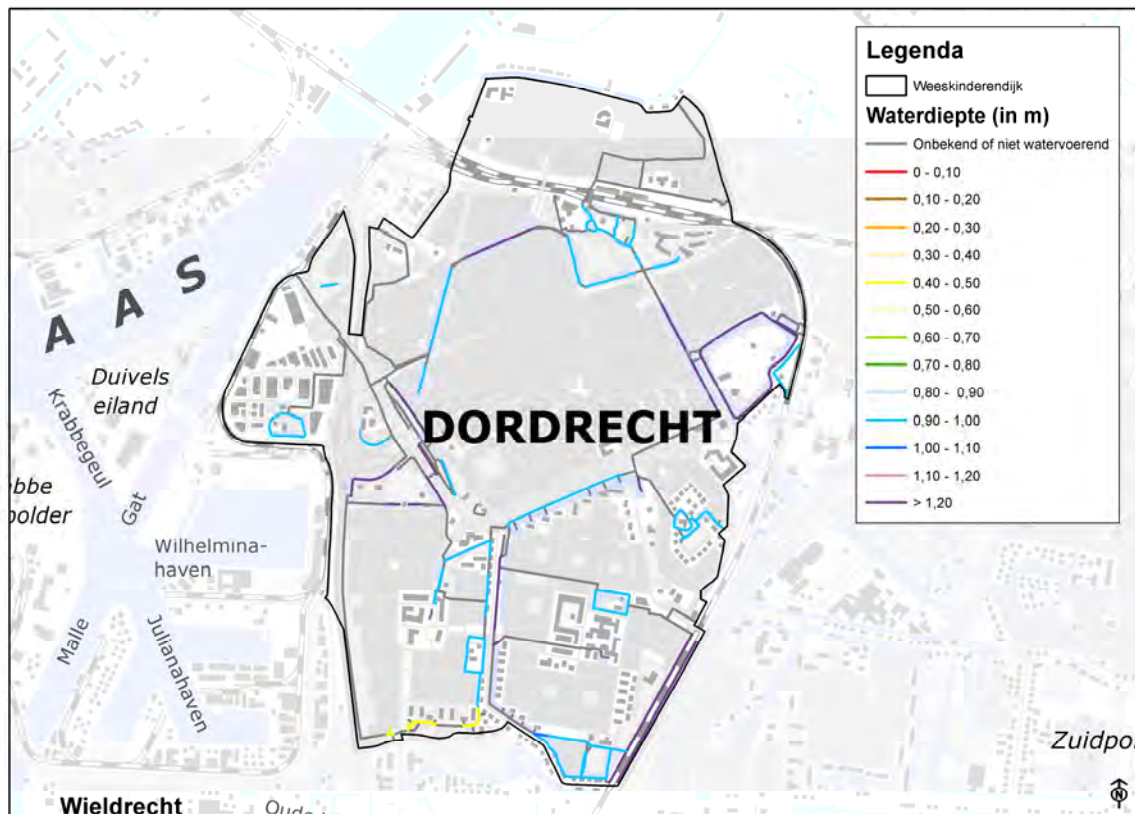 Legenda
Weeskinderendijk
Waterdiepte (in m)
Onbekend of niet watervoerend
0 - 0,10
0,10 - 0,20
0,20 - 0,30
0,30 - 0,40
0,40 - 0,50
0,50 - 0,60
0,60 - 0,70
0,70 - 0,80
0,80 - 0,90
0,90 - 1,00
1,00 - 1,10
1,10 - 1,20
> 1,20
A A S
Duivels
eiland
Krabbegeul
DORDRECHT
bbe
polder
Gat
Wilhelmina-
haven
Malle
Julianahaven
Zuidpol
Wieldrecht
N